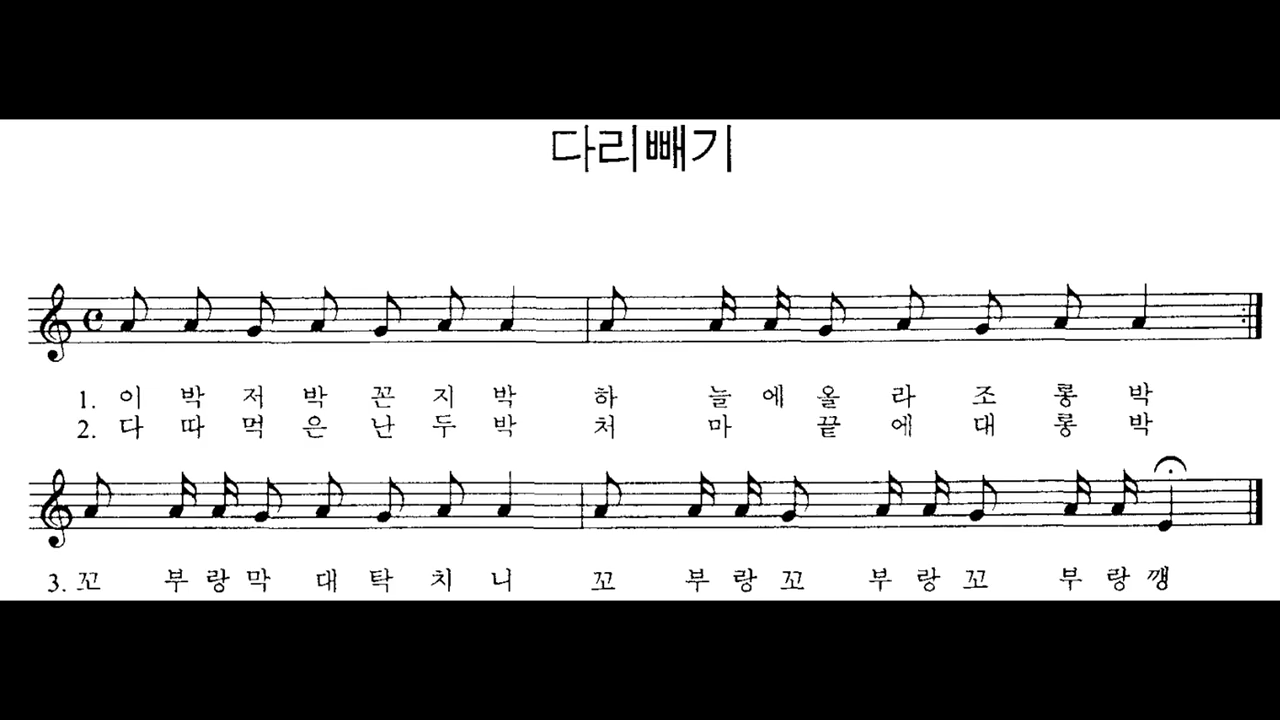 다리빼기
1. 이 박 저 박 꼰 지 박 하 늘 에 올 라 조 롱 박
2. 다 따 먹 은 난 두 박 처 마 끝 에 대 롱 박
3. 꼬 부 랑 막 대 탁 치 니 꼬 부 랑 꼬 부 랑 꼬 부 랑 깽